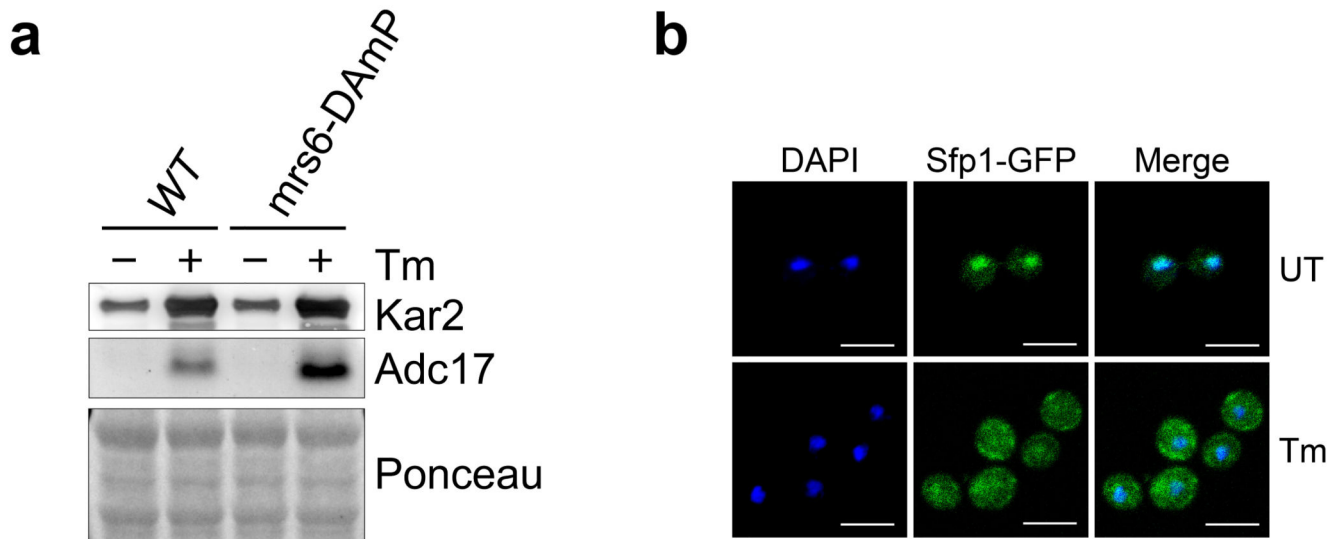 a
WT
mrs6-DAmP
− + − + Tm
Kar2
Adc17
Ponceau
b
DAPI Sfp1-GFP Merge
UT
Tm